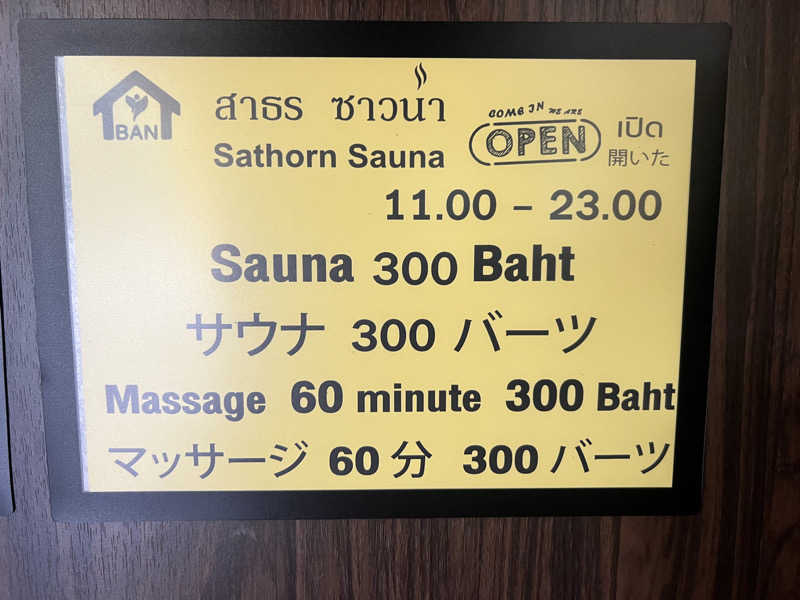 BAN
สาธร ซาวน่า
Sathorn Sauna
COME IN WE ARE
OPEN
เปิด
開いた
11.00 – 23.00
Sauna 300 Baht
サウナ 300 バーツ
Massage 60 minute 300 Baht
マッサージ 60 分 300 バーツ